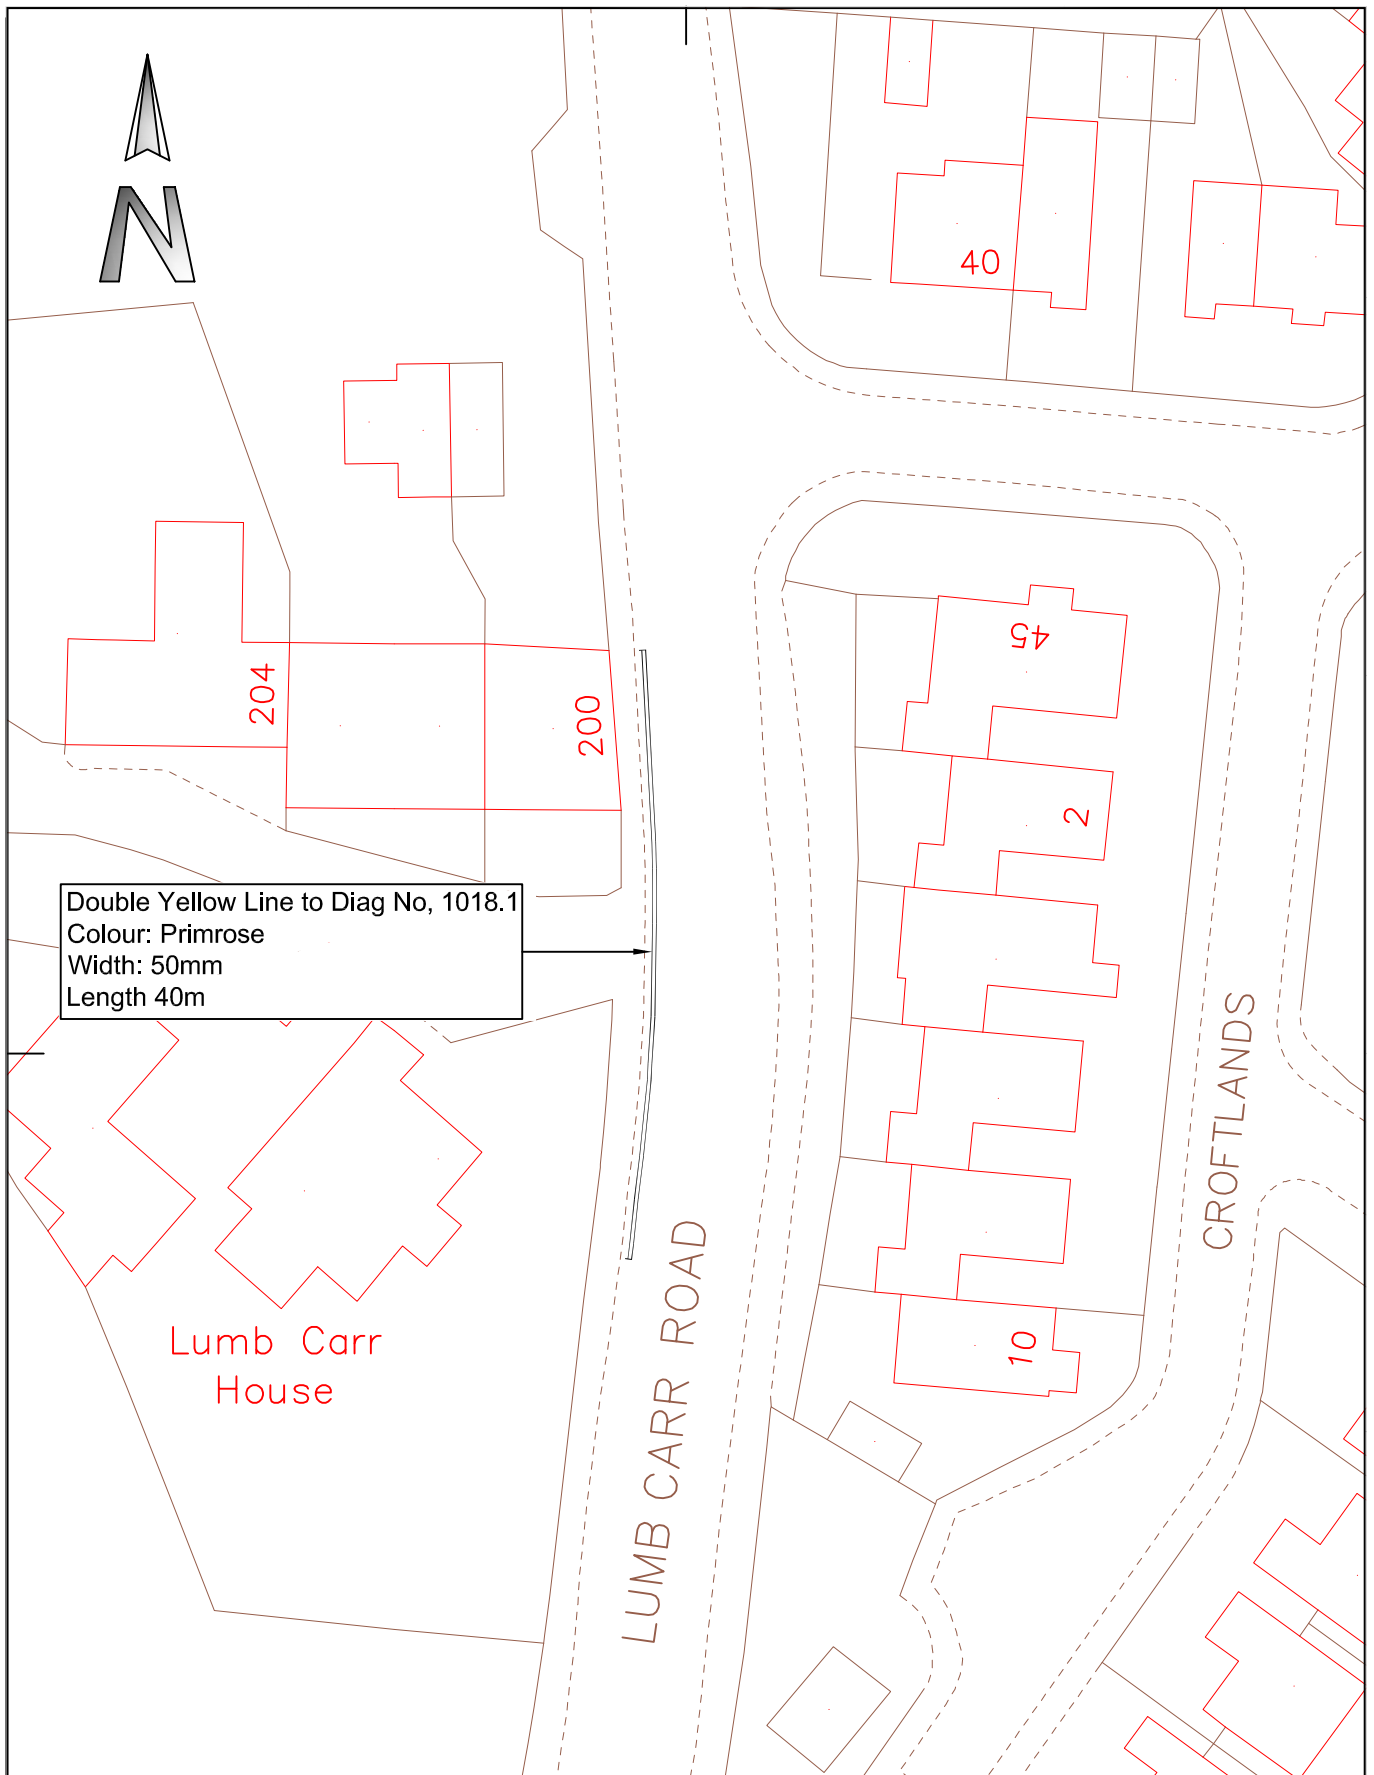 N
40
45
204
200
2
Double Yellow Line to Diag No, 1018.1
Colour: Primrose
Width: 50mm
Length 40m
CROFTLANDS
Lumb Carr
House
10
LUMB CARR ROAD